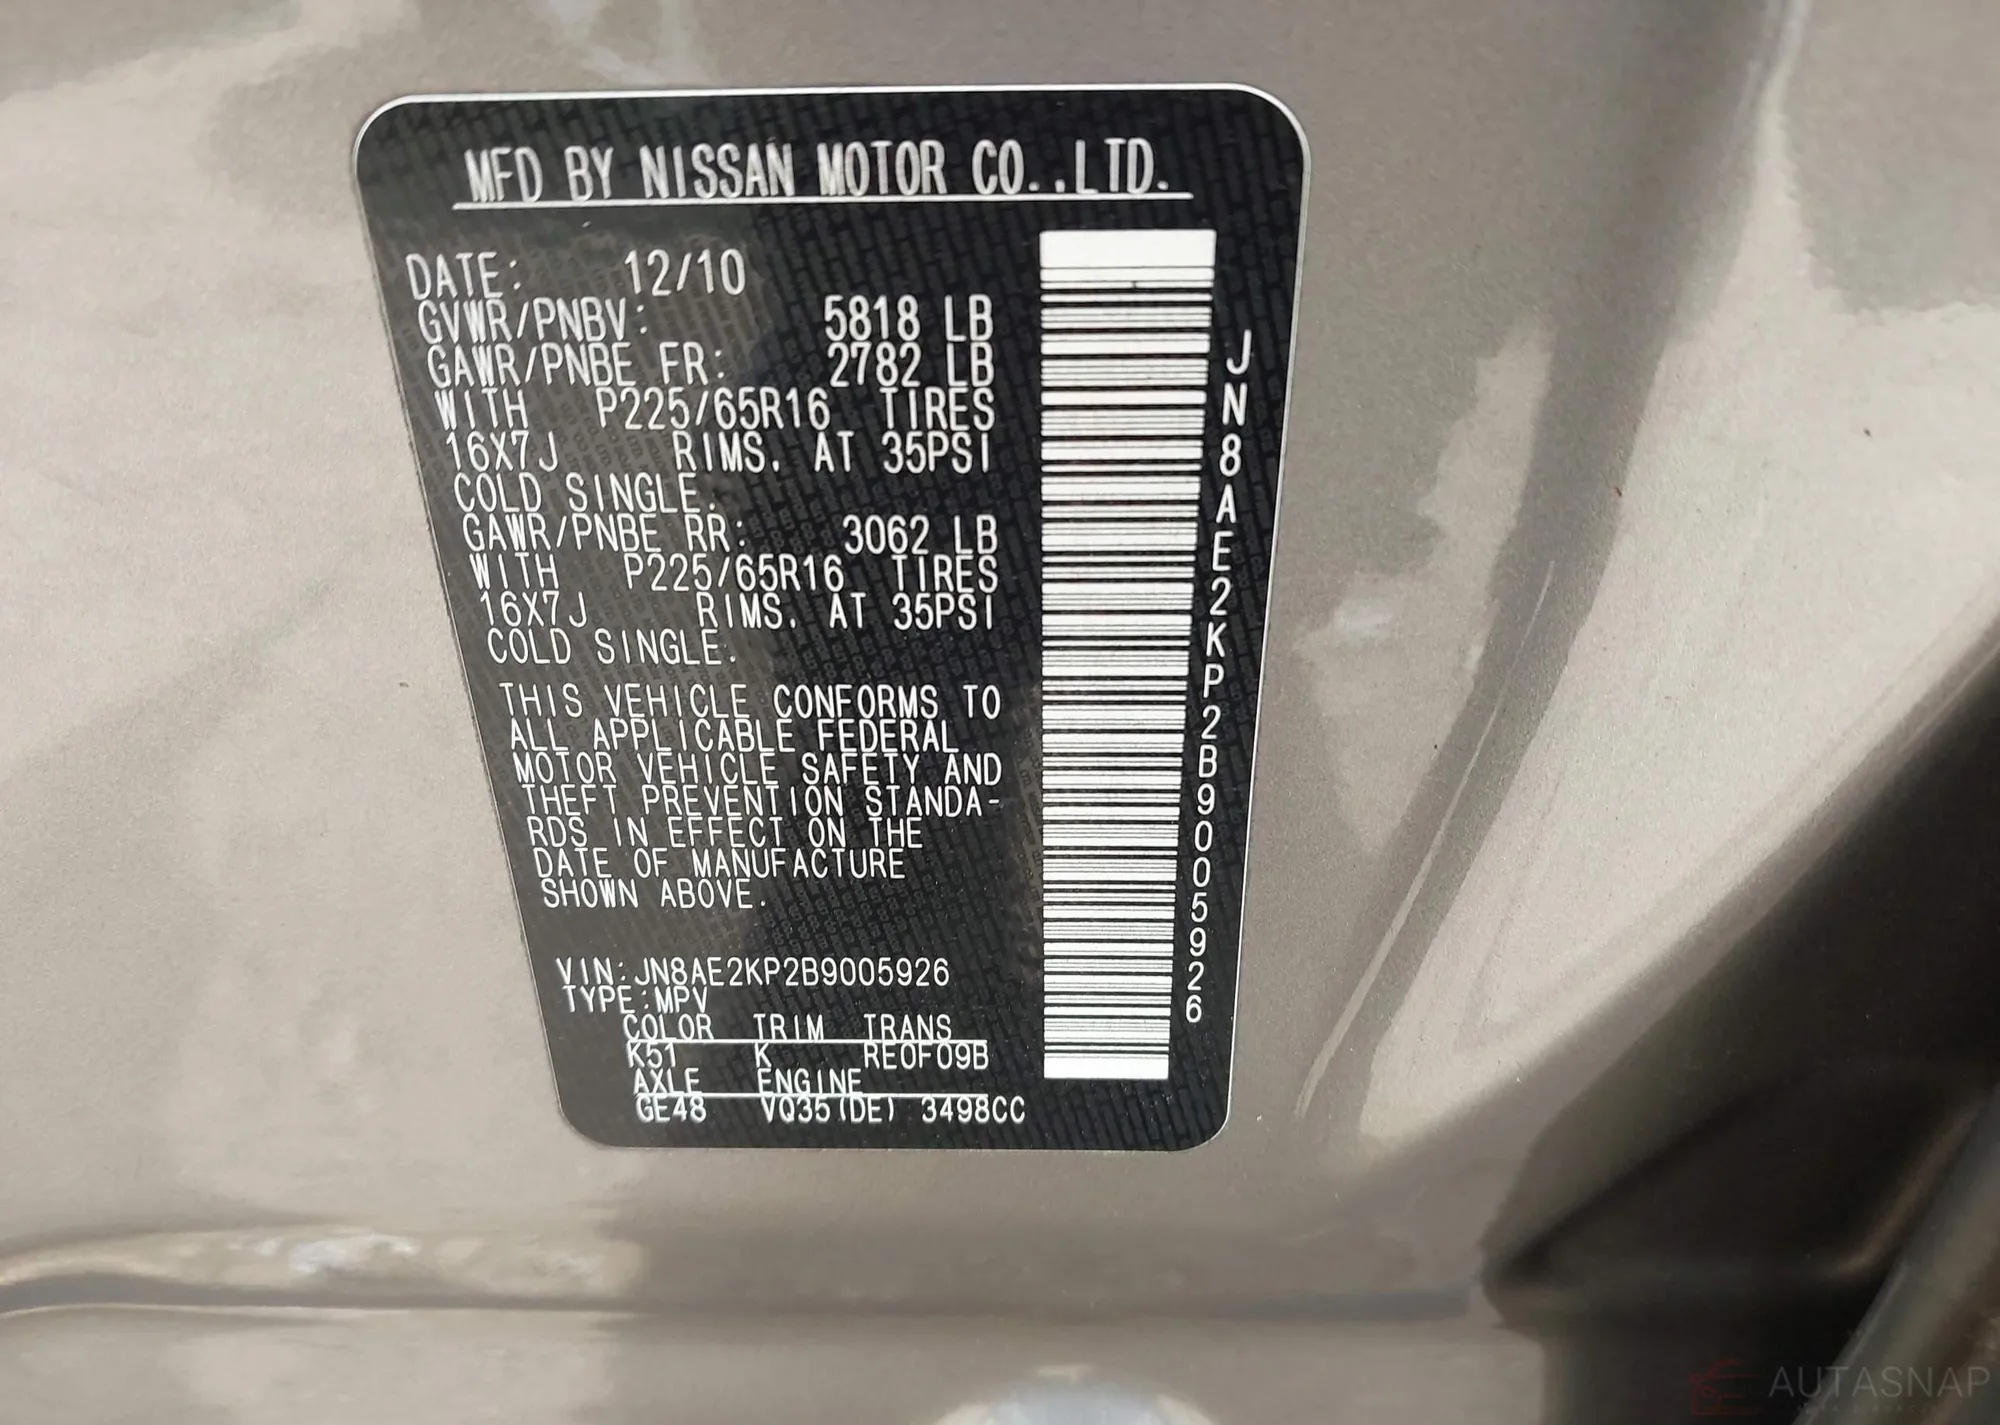 MFD BY NISSAN MOTOR CO.,LTD.
DATE: 12/10
GVWR/PNBV: 5818 LB
GAWR/PNBE FR: 2782 LB
WITH P225/65R16 TIRES
16X7J RIMS, AT 35PSI
COLD SINGLE.
GAWR/PNBE RR: 3062 LB
WITH P225/65R16 TIRES
16X7J RIMS, AT 35PSI
COLD SINGLE.
THIS VEHICLE CONFORMS TO
ALL APPLICABLE FEDERAL
MOTOR VEHICLE SAFETY AND
THEFT PREVENTION STANDA-
RDS IN EFFECT ON THE
DATE OF MANUFACTURE
SHOWN ABOVE.
VIN:JN8AE2KP2B9005926
TYPE:MPV
COLOR TRIM TRANS
K51 K RE0F09B
AXLE ENGINE
GE48 VQ35(DE) 3498CC
JN8AE2KP2B9005926
AUTASNAP